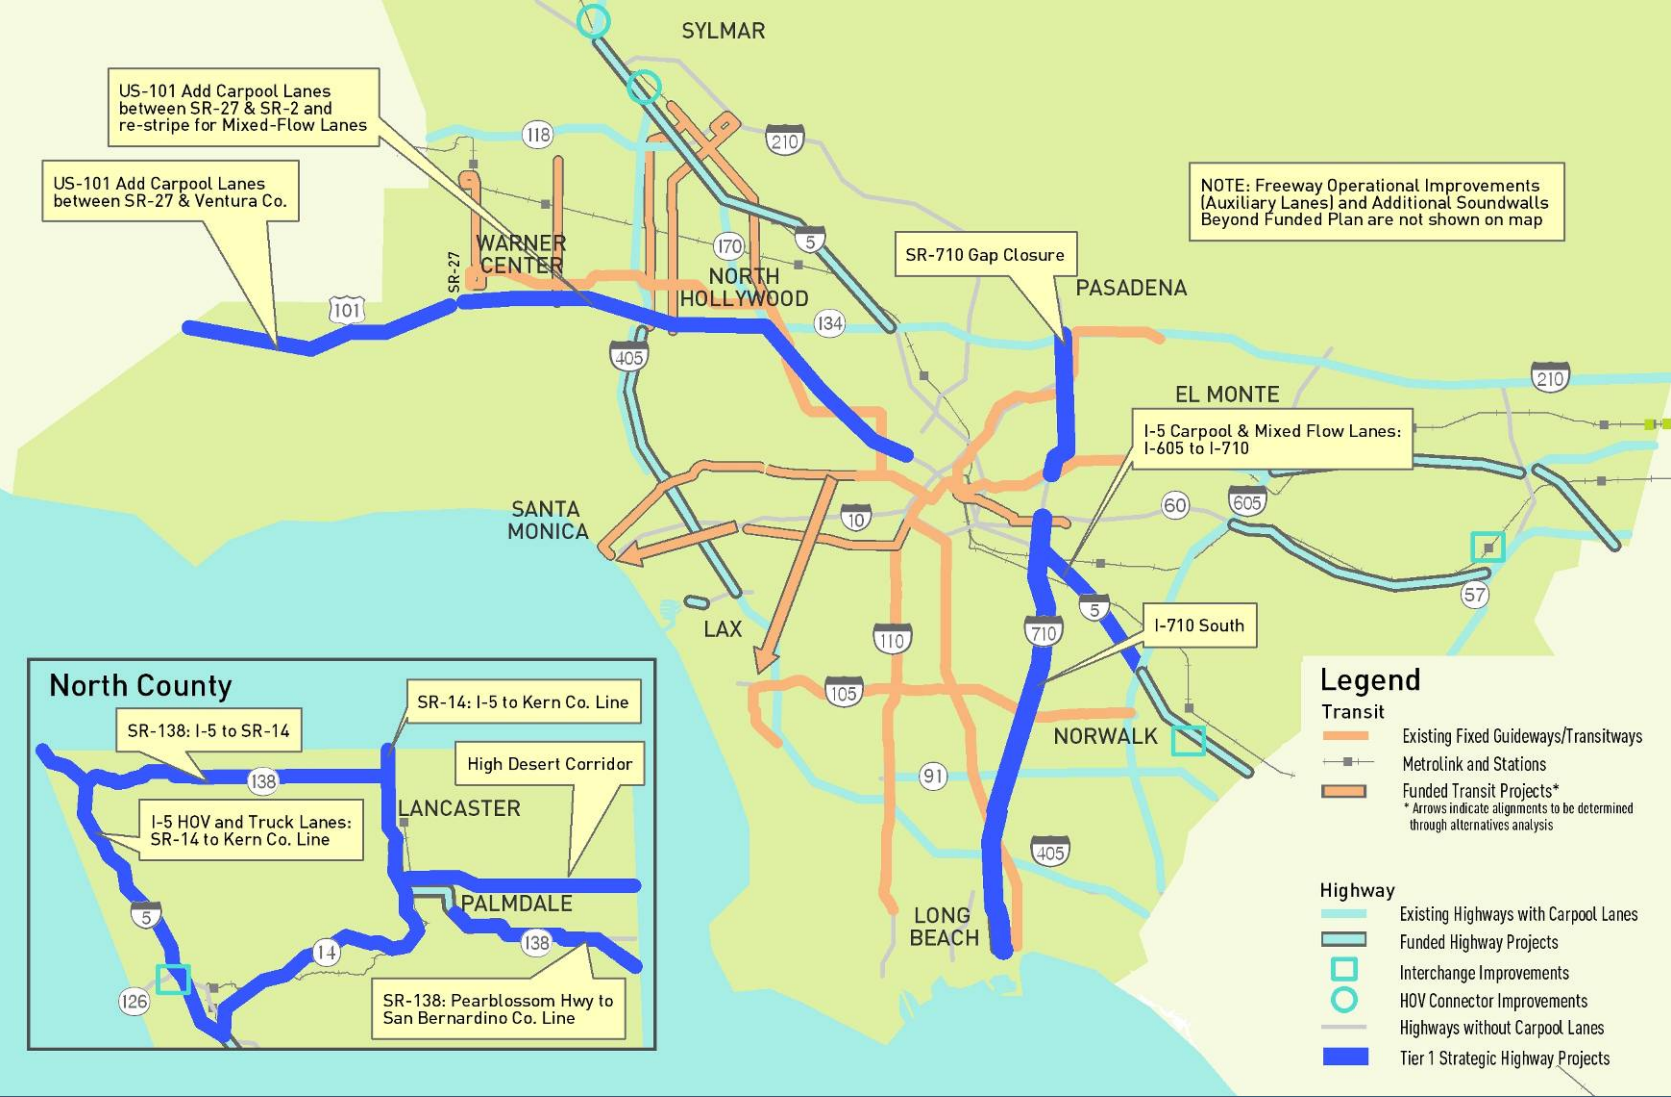 SYLMAR
US-101 Add Carpool Lanes
between SR-27 & SR-2 and
re-stripe for Mixed-Flow Lanes
118
210
US-101 Add Carpool Lanes
between SR-27 & Ventura Co.
NOTE: Freeway Operational Improvements
(Auxiliary Lanes) and Additional Soundwalls
Beyond Funded Plan are not shown on map
WARNER
CENTER
SR-27
170
5
SR-710 Gap Closure
NORTH
HOLLYWOOD
PASADENA
101
134
405
210
EL MONTE
I-5 Carpool & Mixed Flow Lanes:
I-605 to I-710
SANTA
MONICA
10
60
605
57
5
LAX
110
710
I-710 South
105
NORWALK
91
405
LONG
BEACH
North County
SR-14: I-5 to Kern Co. Line
SR-138: I-5 to SR-14
High Desert Corridor
138
LANCASTER
I-5 HOV and Truck Lanes:
SR-14 to Kern Co. Line
PALMDALE
5
14
138
126
SR-138: Pearblossom Hwy to
San Bernardino Co. Line
Legend
Transit
Existing Fixed Guideways/Transitways
Metrolink and Stations
Funded Transit Projects*
* Arrows indicate alignments to be determined
through alternatives analysis
Highway
Existing Highways with Carpool Lanes
Funded Highway Projects
Interchange Improvements
HOV Connector Improvements
Highways without Carpool Lanes
Tier 1 Strategic Highway Projects